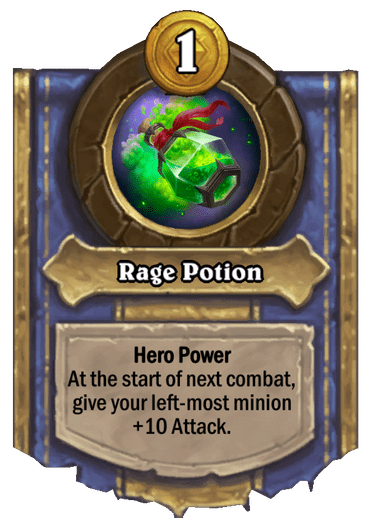 1
Rage Potion
Hero Power
At the start of next combat,
give your left-most minion
+10 Attack.